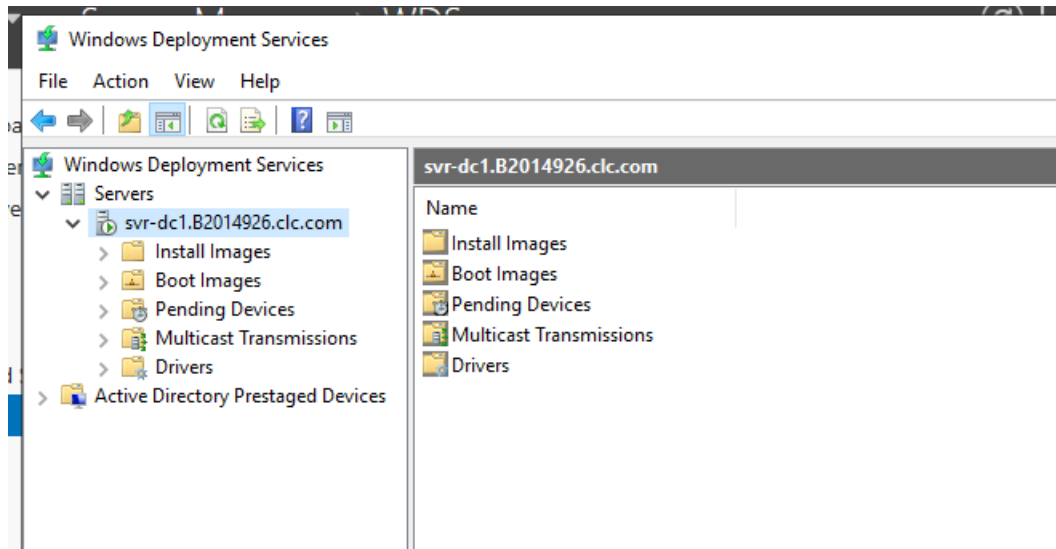 Windows Deployment Services
File Action View Help
Windows Deployment Services
Servers
svr-dc1.B2014926.clc.com
Install Images
Boot Images
Pending Devices
Multicast Transmissions
Drivers
Active Directory Prestaged Devices
svr-dc1.B2014926.clc.com
Name
Install Images
Boot Images
Pending Devices
Multicast Transmissions
Drivers